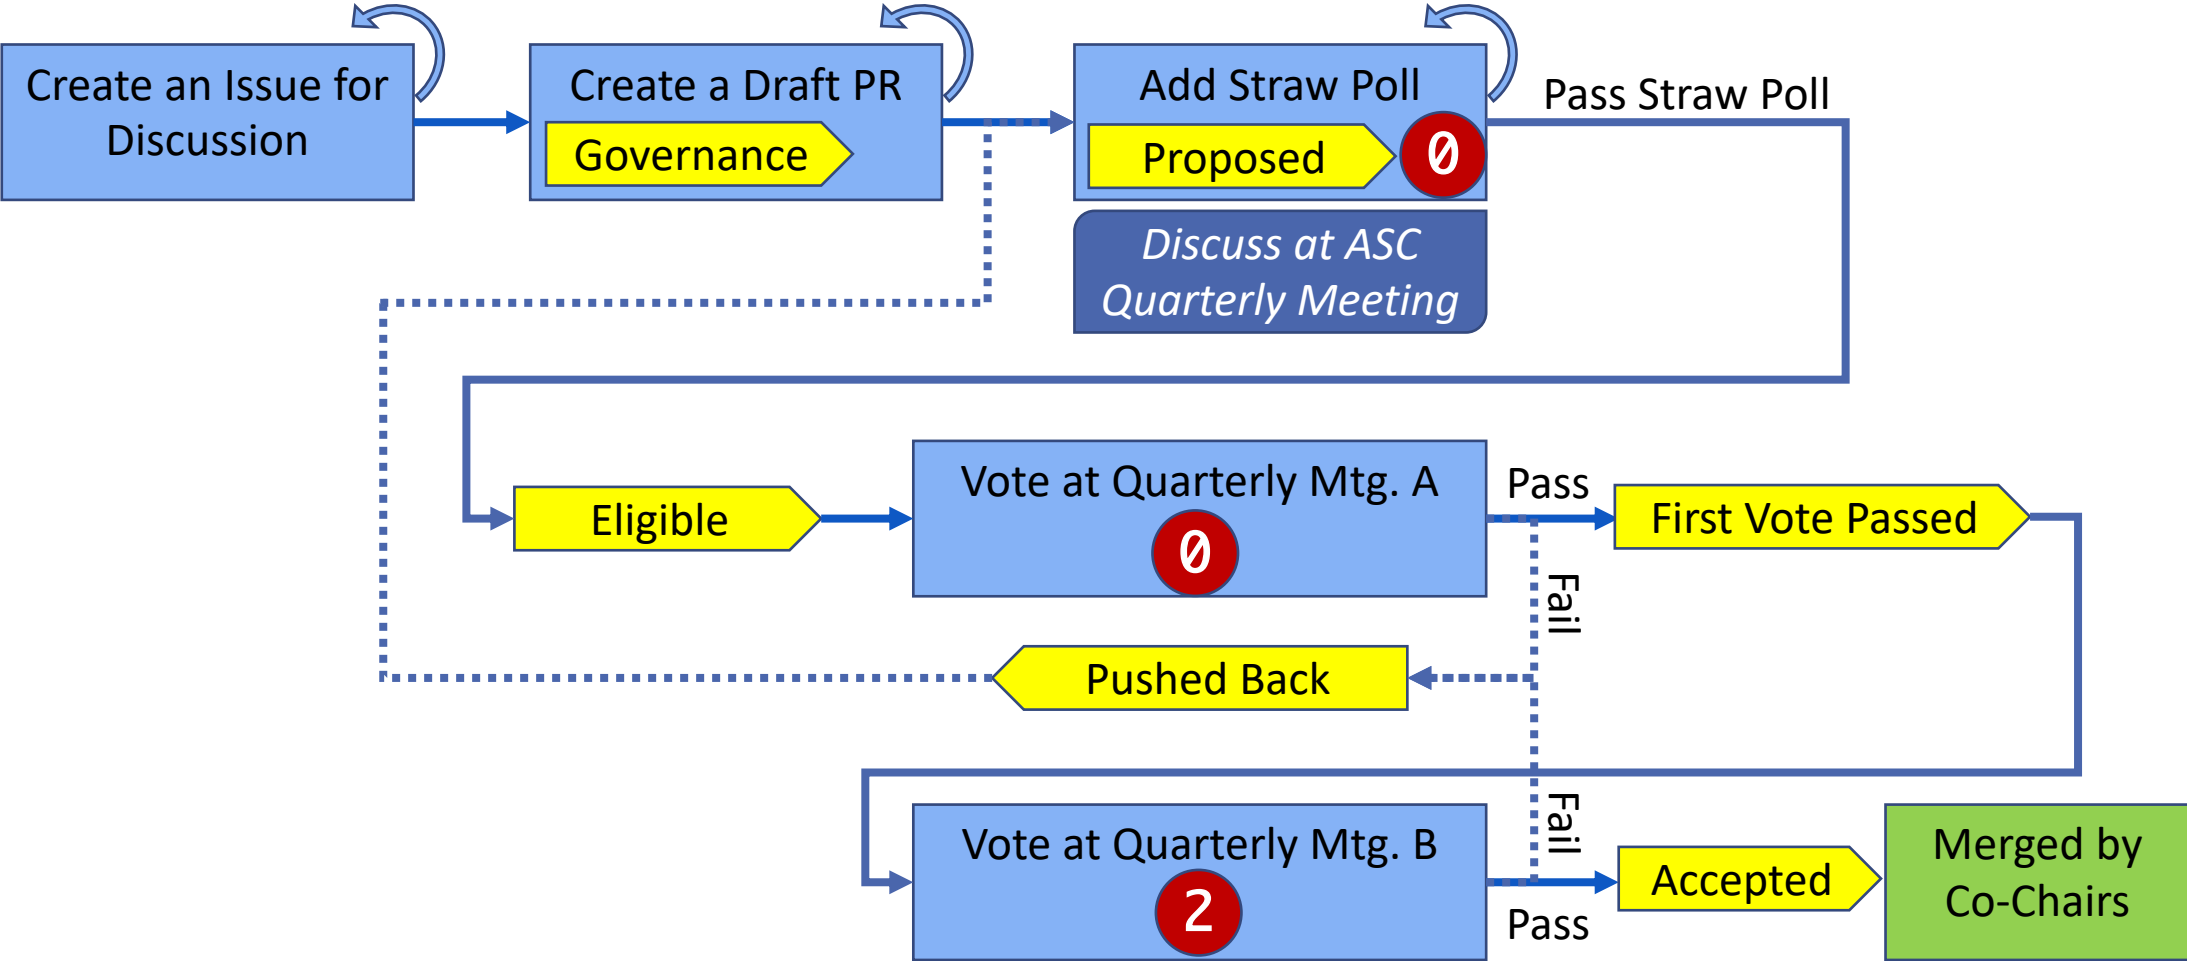 Create an Issue for
Discussion
Create a Draft PR
Governance
Add Straw Poll
Proposed
0
Pass Straw Poll
Discuss at ASC
Quarterly Meeting
Eligible
Vote at Quarterly Mtg. A
0
Pass
First Vote Passed
Fail
Pushed Back
Vote at Quarterly Mtg. B
2
Fail
Pass
Accepted
Merged by
Co-Chairs